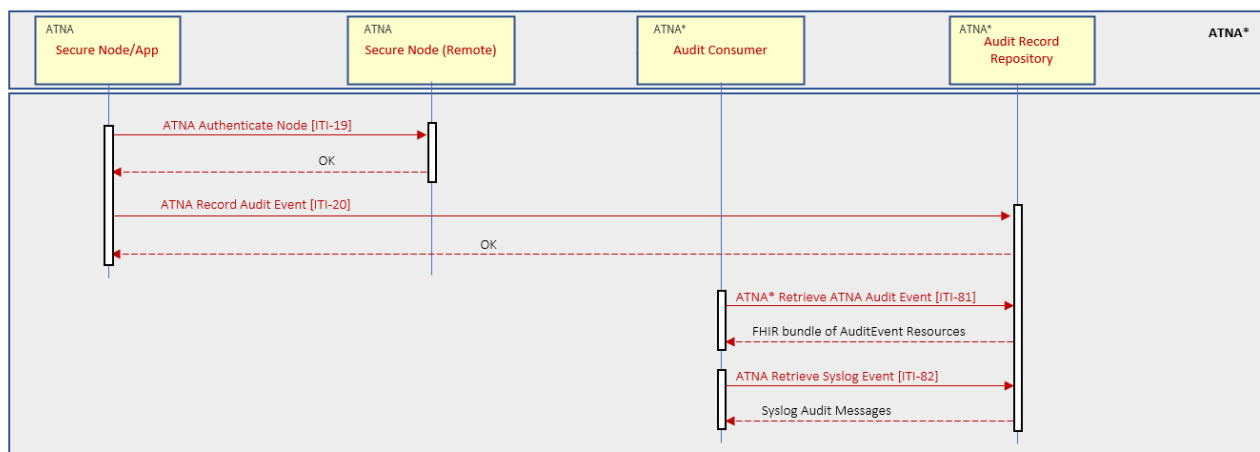 ATNA
Secure Node/App
ATNA
Secure Node (Remote)
ATNA*
Audit Consumer
ATNA*
Audit Record
Repository
ATNA*
ATNA Authenticate Node [ITI-19]
OK
ATNA Record Audit Event [ITI-20]
OK
ATNA* Retrieve ATNA Audit Event [ITI-81]
FHIR bundle of AuditEvent Resources
ATNA Retrieve Syslog Event [ITI-82]
Syslog Audit Messages